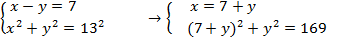 { x − y = 7 → { x = 7 + y
{ x² + y² = 13² { (7 + y)² + y² = 169